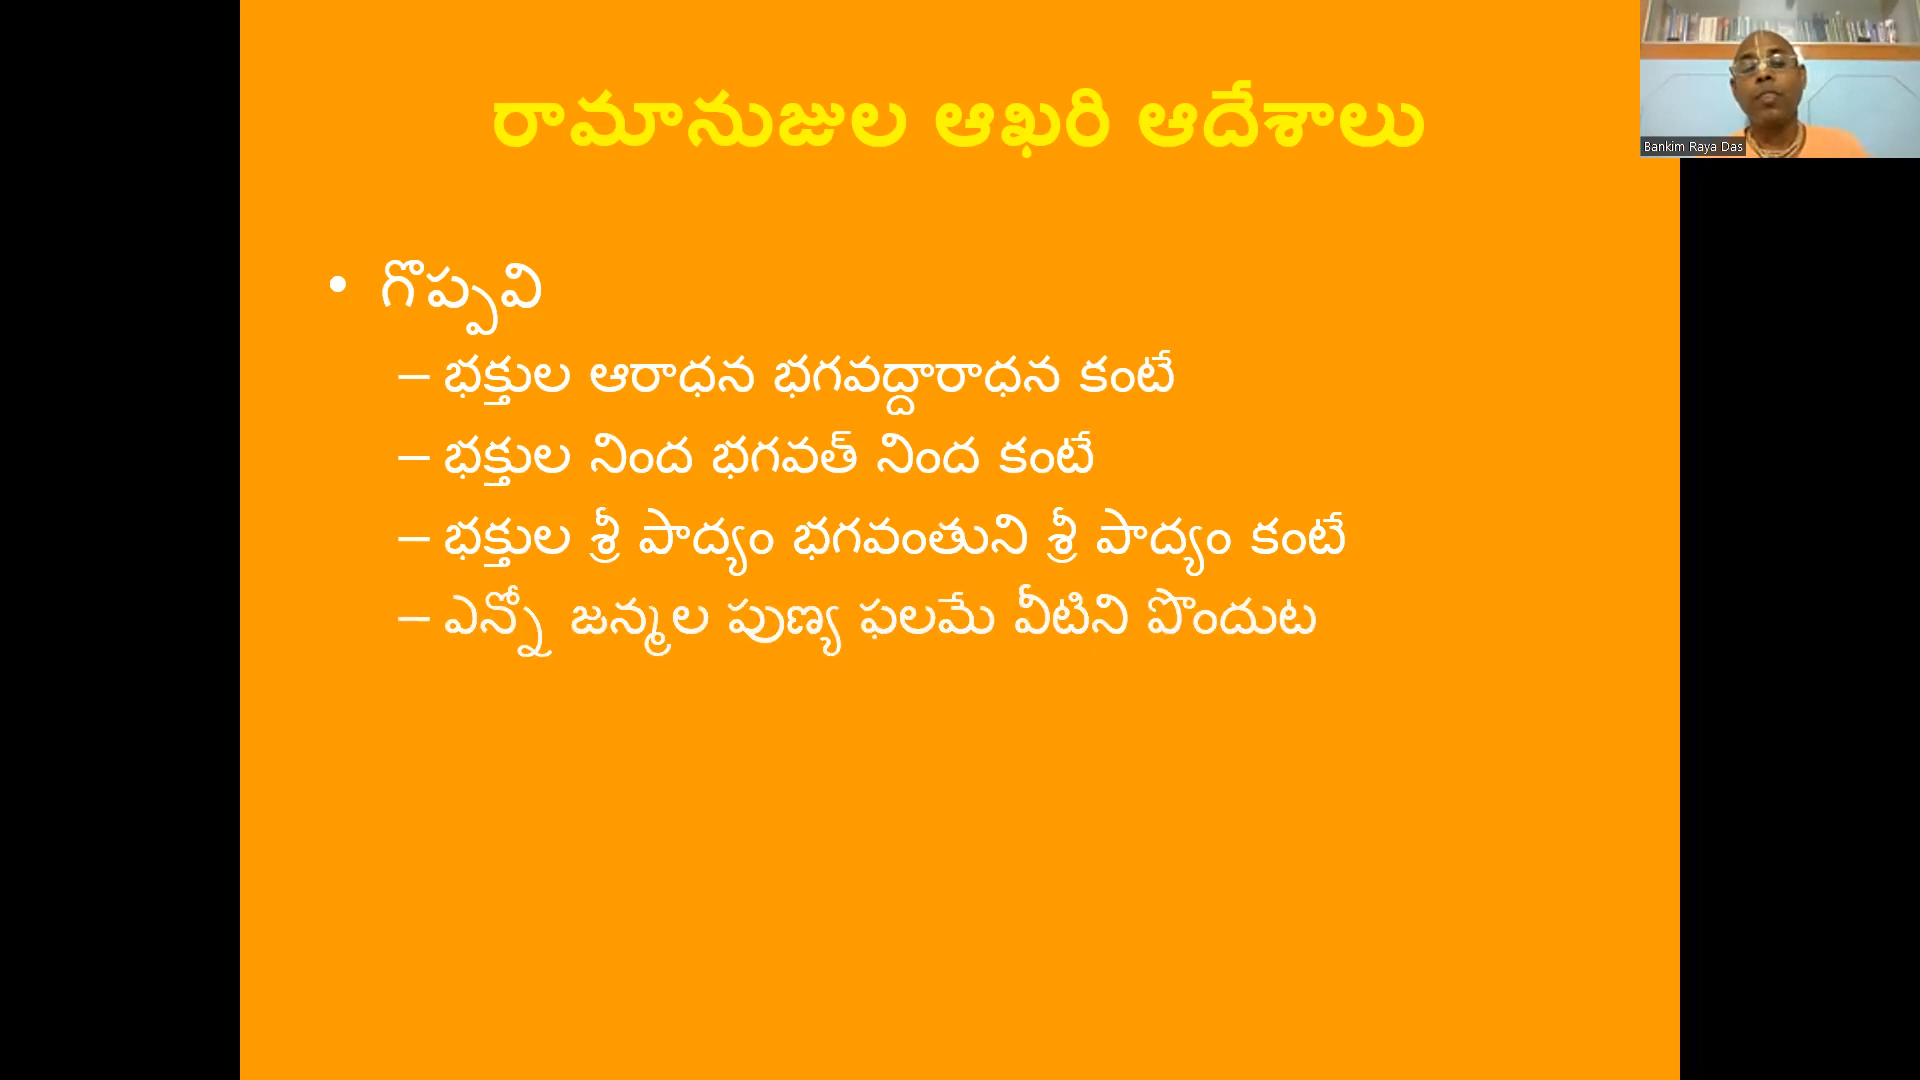 రామానుజుల ఆఖరి ఆదేశాలు
Bankim Raya Das
• గొప్పవి
– భక్తుల ఆరాధన భగవద్దారాధన కంటే
– భక్తుల నింద భగవత్ నింద కంటే
– భక్తుల శ్రీ పాద్యం భగవంతుని శ్రీ పాద్యం కంటే
– ఎన్నో జన్మల పుణ్య ఫలమే వీటిని పొందుట